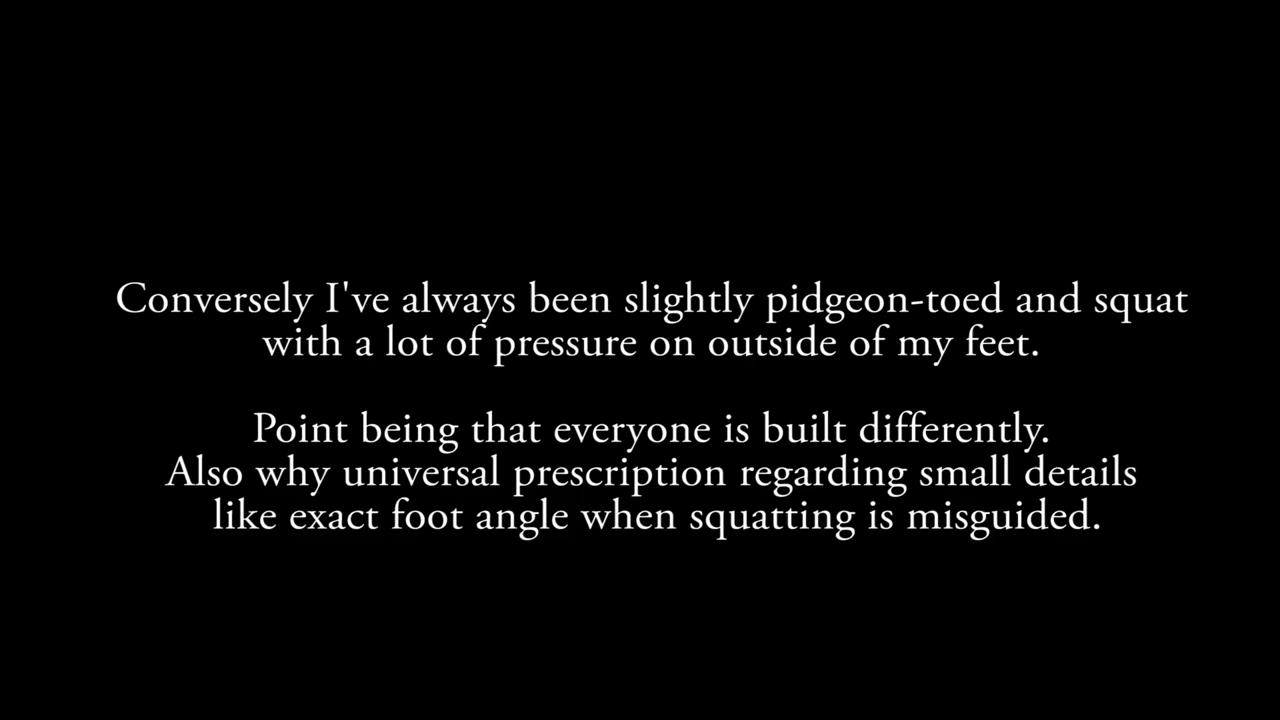 Conversely I've always been slightly pidgeon-toed and squat
with a lot of pressure on outside of my feet.
Point being that everyone is built differently.
Also why universal prescription regarding small details
like exact foot angle when squatting is misguided.